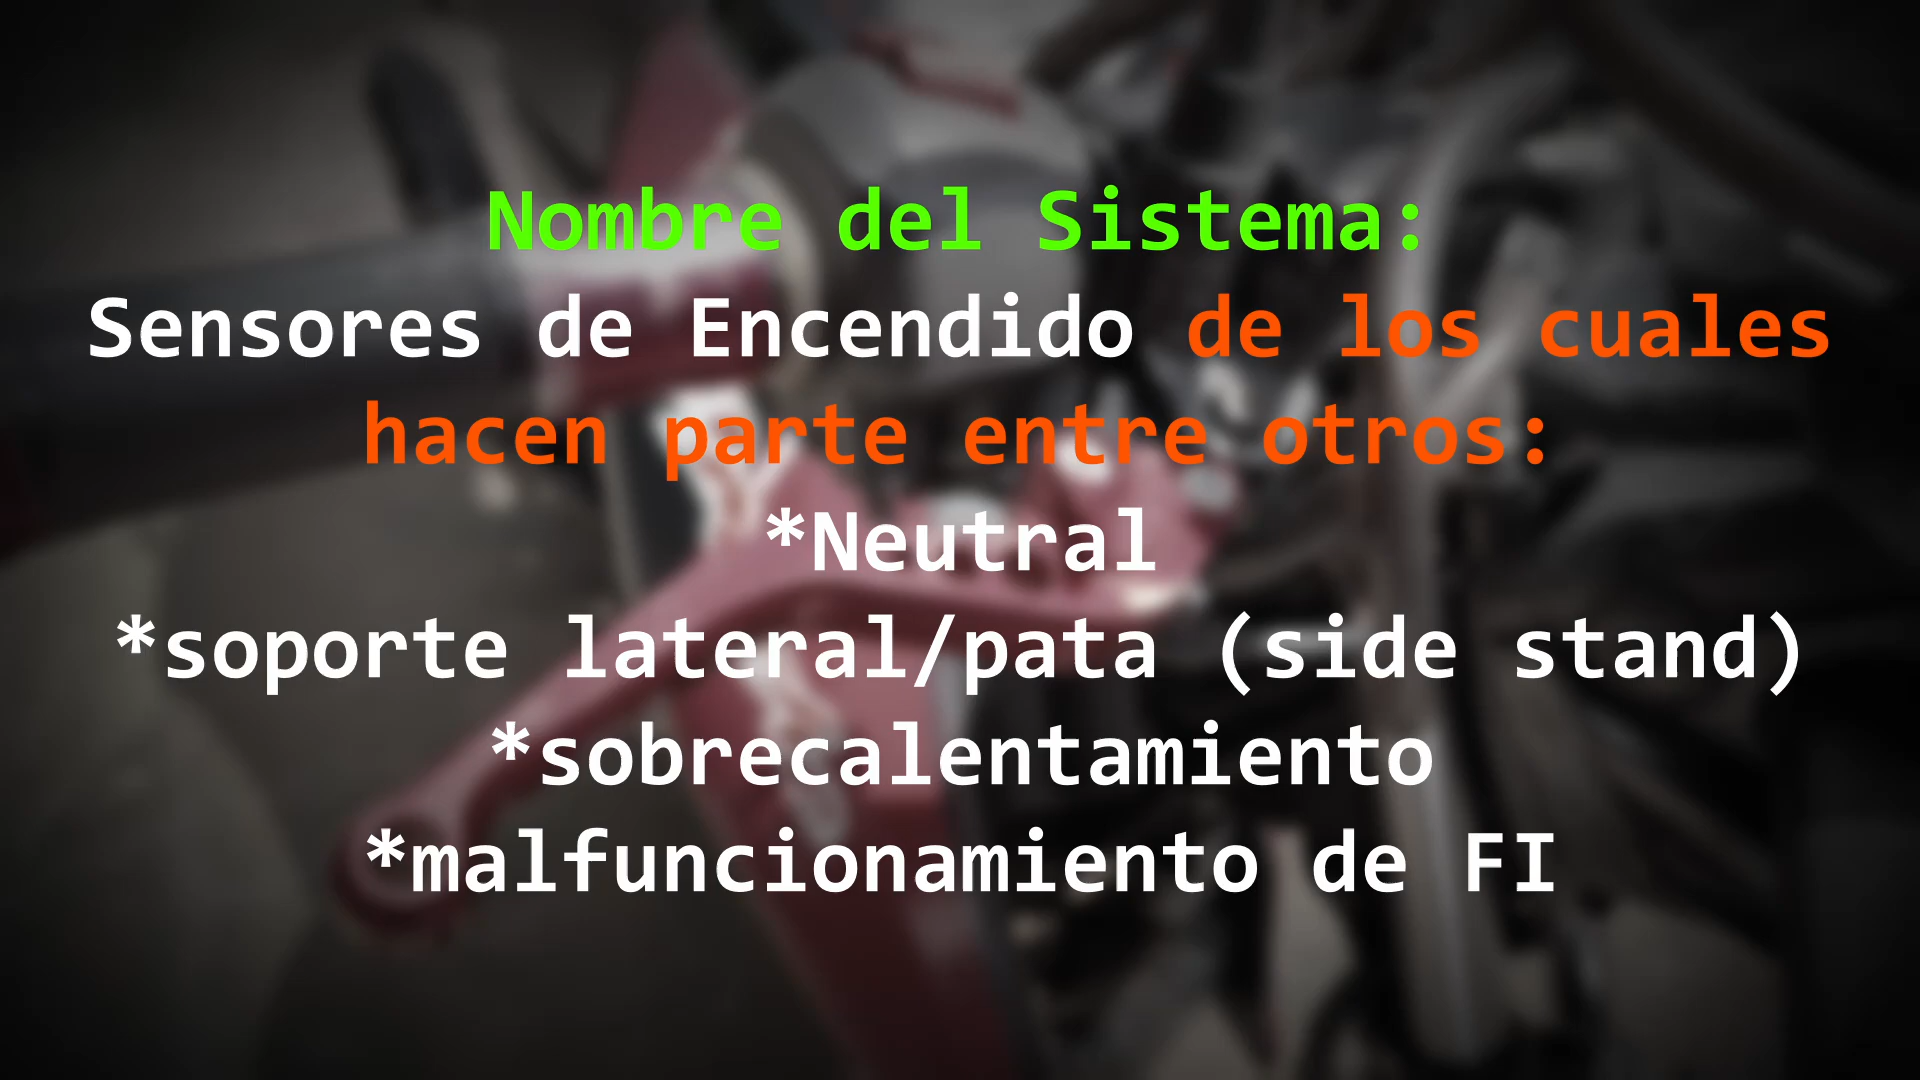 Nombre del Sistema:
Sensores de Encendido de los cuales
hacen parte entre otros:
*Neutral
*soporte lateral/pata (side stand)
*sobrecalentamiento
*malfuncionamiento de FI